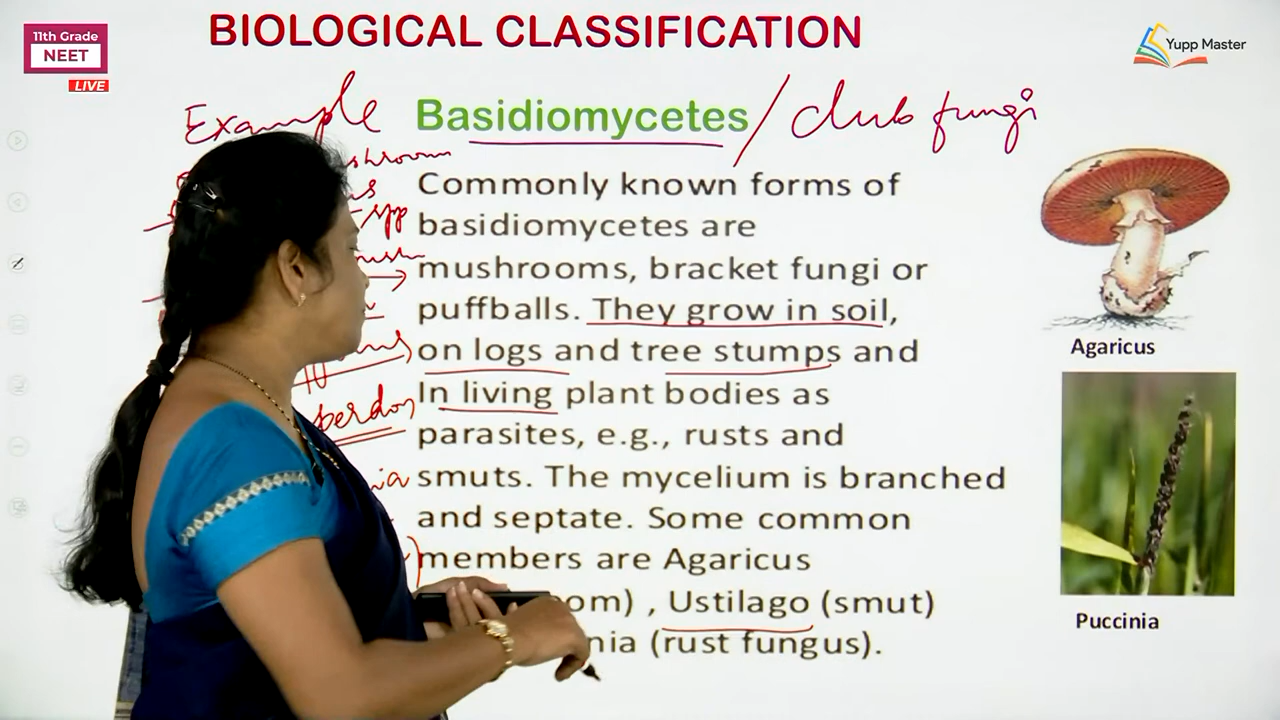 BIOLOGICAL CLASSIFICATION
11th Grade
NEET
LIVE
Yupp Master
Example Basidiomycetes / club fungi
Commonly known forms of
basidiomycetes are
mushrooms, bracket fungi or
puffballs. They grow in soil,
on logs and tree stumps and
In living plant bodies as
parasites, e.g., rusts and
smuts. The mycelium is branched
and septate. Some common
members are Agaricus
, Ustilago (smut)
(rust fungus).
Agaricus
Puccinia